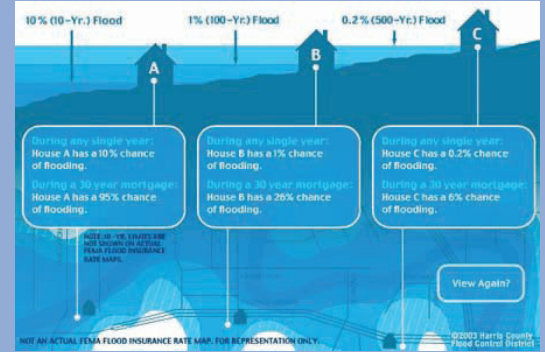 10% (10-Yr.) Flood
1% (100-Yr.) Flood
0.2% (500-Yr.) Flood
A
B
C
During any single year:
House A has a 10% chance
of flooding.
During a 30 year mortgage:
House A has a 95% chance
of flooding.
During any single year:
House B has a 1% chance
of flooding.
During a 30 year mortgage:
House B has a 26% chance
of flooding.
During any single year:
House C has a 0.2% chance
of flooding.
During a 30 year mortgage:
House C has a 6% chance
of flooding.
NOTE: 10-YR. LIMITS ARE
NOT SHOWN ON ACTUAL
FEMA FLOOD INSURANCE
RATE MAPS.
View Again?
NOT AN ACTUAL FEMA FLOOD INSURANCE RATE MAP. FOR REPRESENTATION ONLY.
©2003 Harris County
Flood Control District